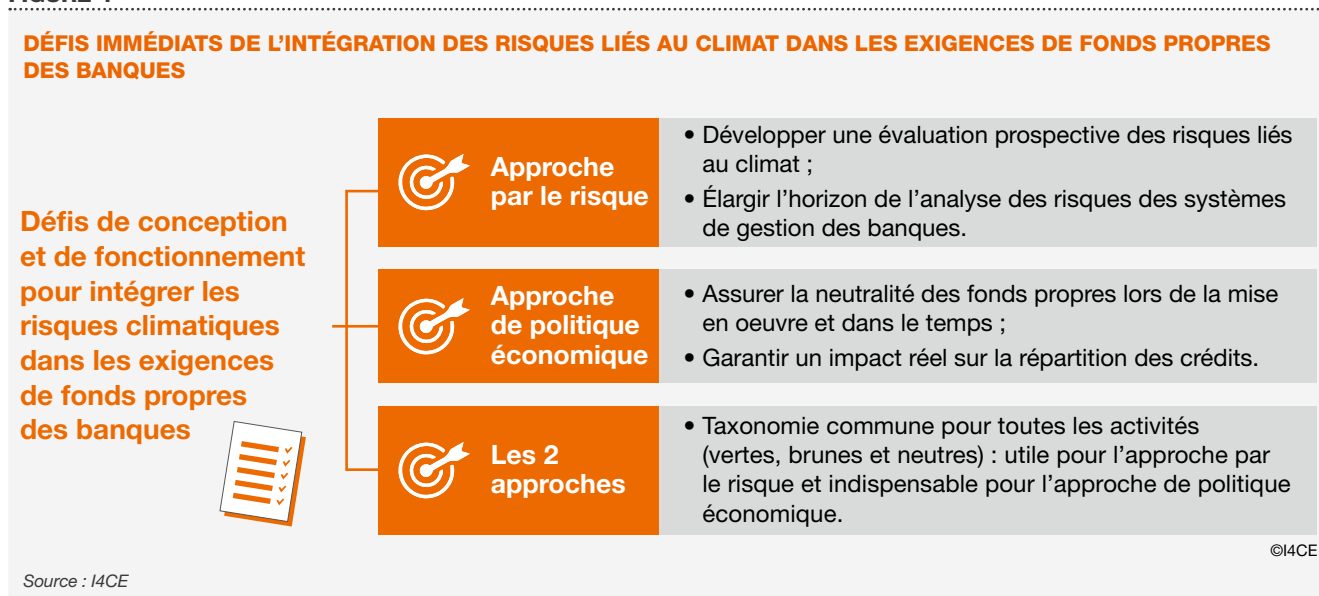 DÉFIS IMMÉDIATS DE L'INTÉGRATION DES RISQUES LIÉS AU CLIMAT DANS LES EXIGENCES DE FONDS PROPRES
DES BANQUES
Défis de conception
et de fonctionnement
pour intégrer les
risques climatiques
dans les exigences
de fonds propres
des banques
Approche
par le risque
• Développer une évaluation prospective des risques liés
au climat ;
• Élargir l'horizon de l'analyse des risques des systèmes
de gestion des banques.
Approche
de politique
économique
• Assurer la neutralité des fonds propres lors de la mise
en oeuvre et dans le temps ;
• Garantir un impact réel sur la répartition des crédits.
Les 2
approches
• Taxonomie commune pour toutes les activités
(vertes, brunes et neutres) : utile pour l'approche par
le risque et indispensable pour l'approche de politique
économique.
©I4CE
Source : I4CE